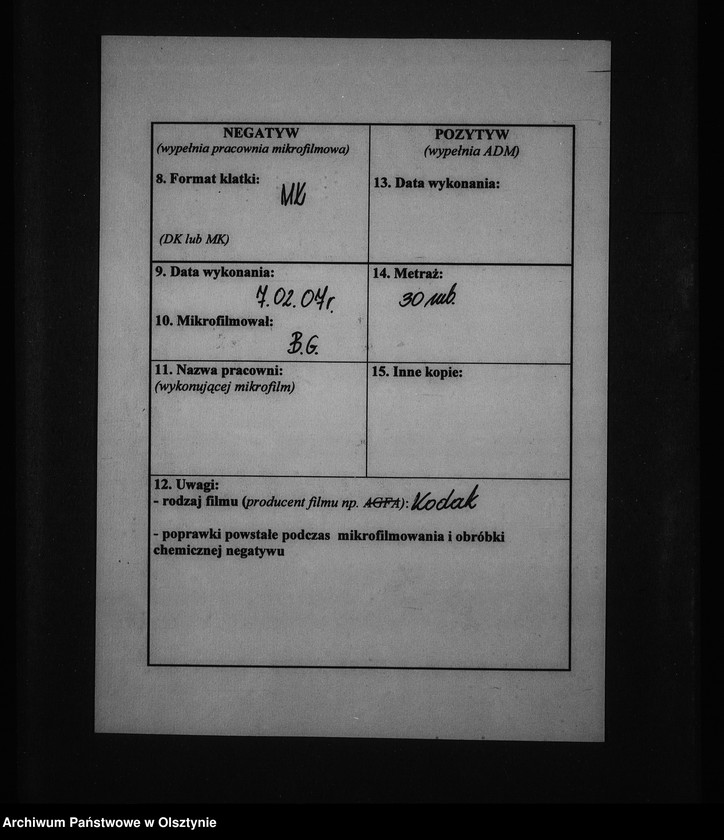 NEGATYW
(wypełnia pracownia mikrofilmowa)
8. Format klatki:
MK
(DK lub MK)
9. Data wykonania:
7.02.07r.
10. Mikrofilmował:
B.G.
11. Nazwa pracowni:
(wykonującej mikrofilm)
POZYTYW
(wypełnia ADM)
13. Data wykonania:
14. Metraż:
30 mb.
15. Inne kopie:
12. Uwagi:
- rodzaj filmu (producent filmu np. AGFA): Kodak
- poprawki powstałe podczas mikrofilmowania i obróbki
chemicznej negatywu
Archiwum Państwowe w Olsztynie